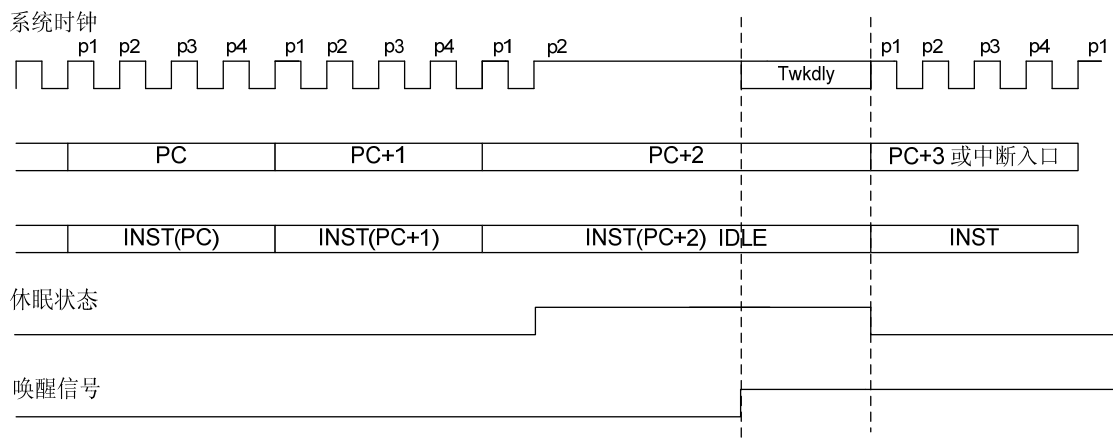 系统时钟
p1 p2 p3 p4 p1 p2 p3 p4 p1 p2 p1 p2 p3 p4 p1
Twkdly
PC PC+1 PC+2 PC+3 或中断入口
INST(PC) INST(PC+1) INST(PC+2) IDLE INST
休眠状态
唤醒信号